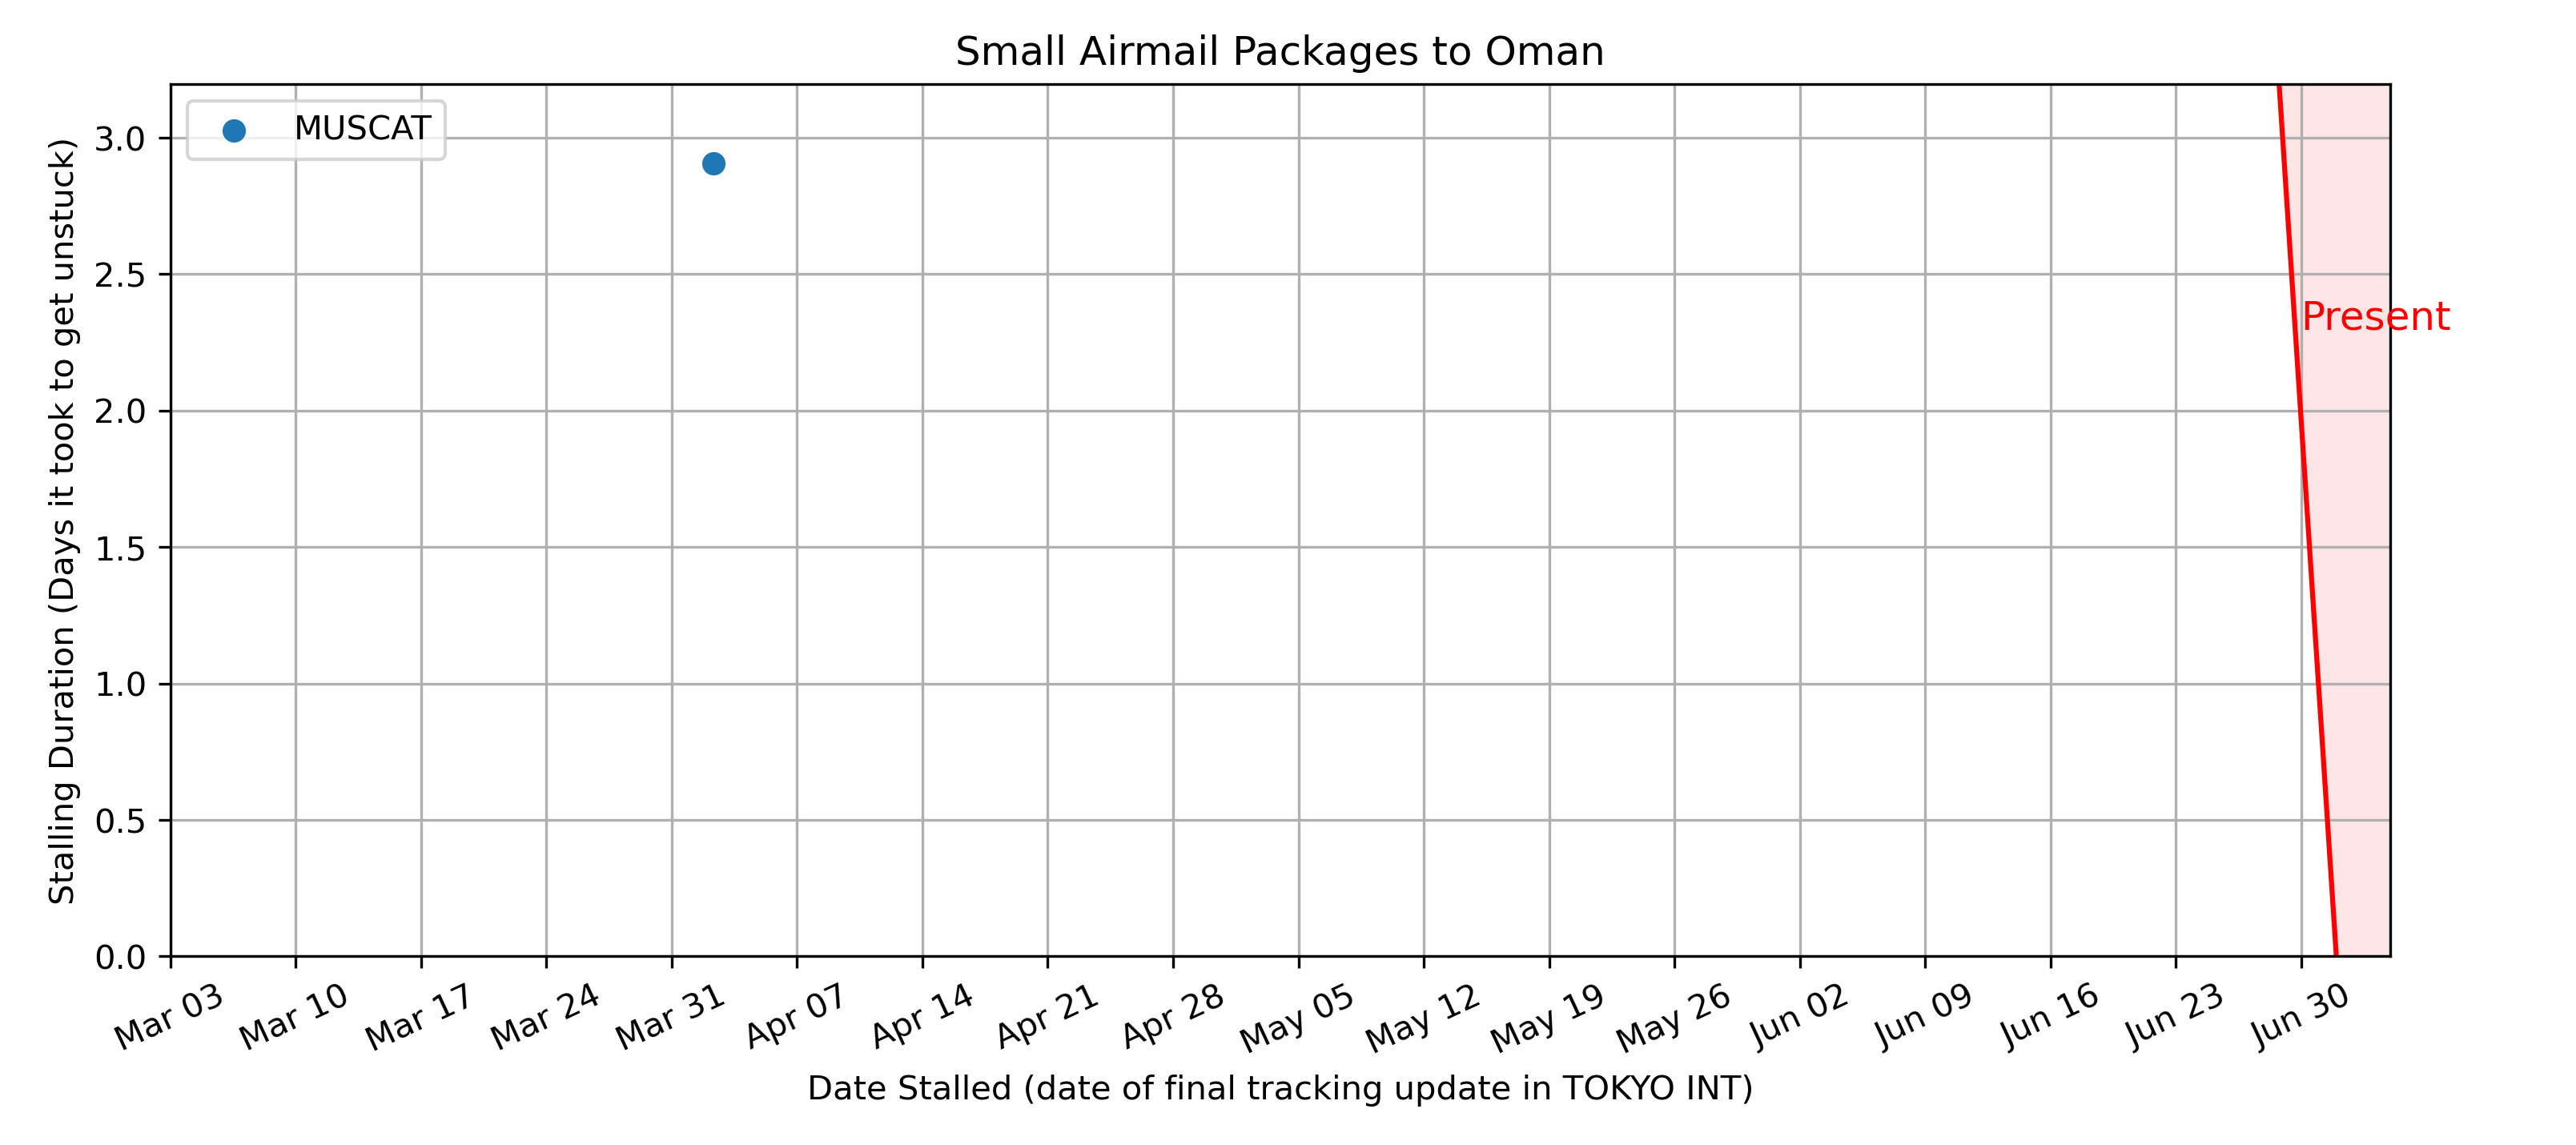 Small Airmail Packages to Oman
MUSCAT
Present
Stalling Duration (Days it took to get unstuck)
3.0
2.5
2.0
1.5
1.0
0.5
0.0
Mar 03 Mar 10 Mar 17 Mar 24 Mar 31 Apr 07 Apr 14 Apr 21 Apr 28 May 05 May 12 May 19 May 26 Jun 02 Jun 09 Jun 16 Jun 23 Jun 30
Date Stalled (date of final tracking update in TOKYO INT)